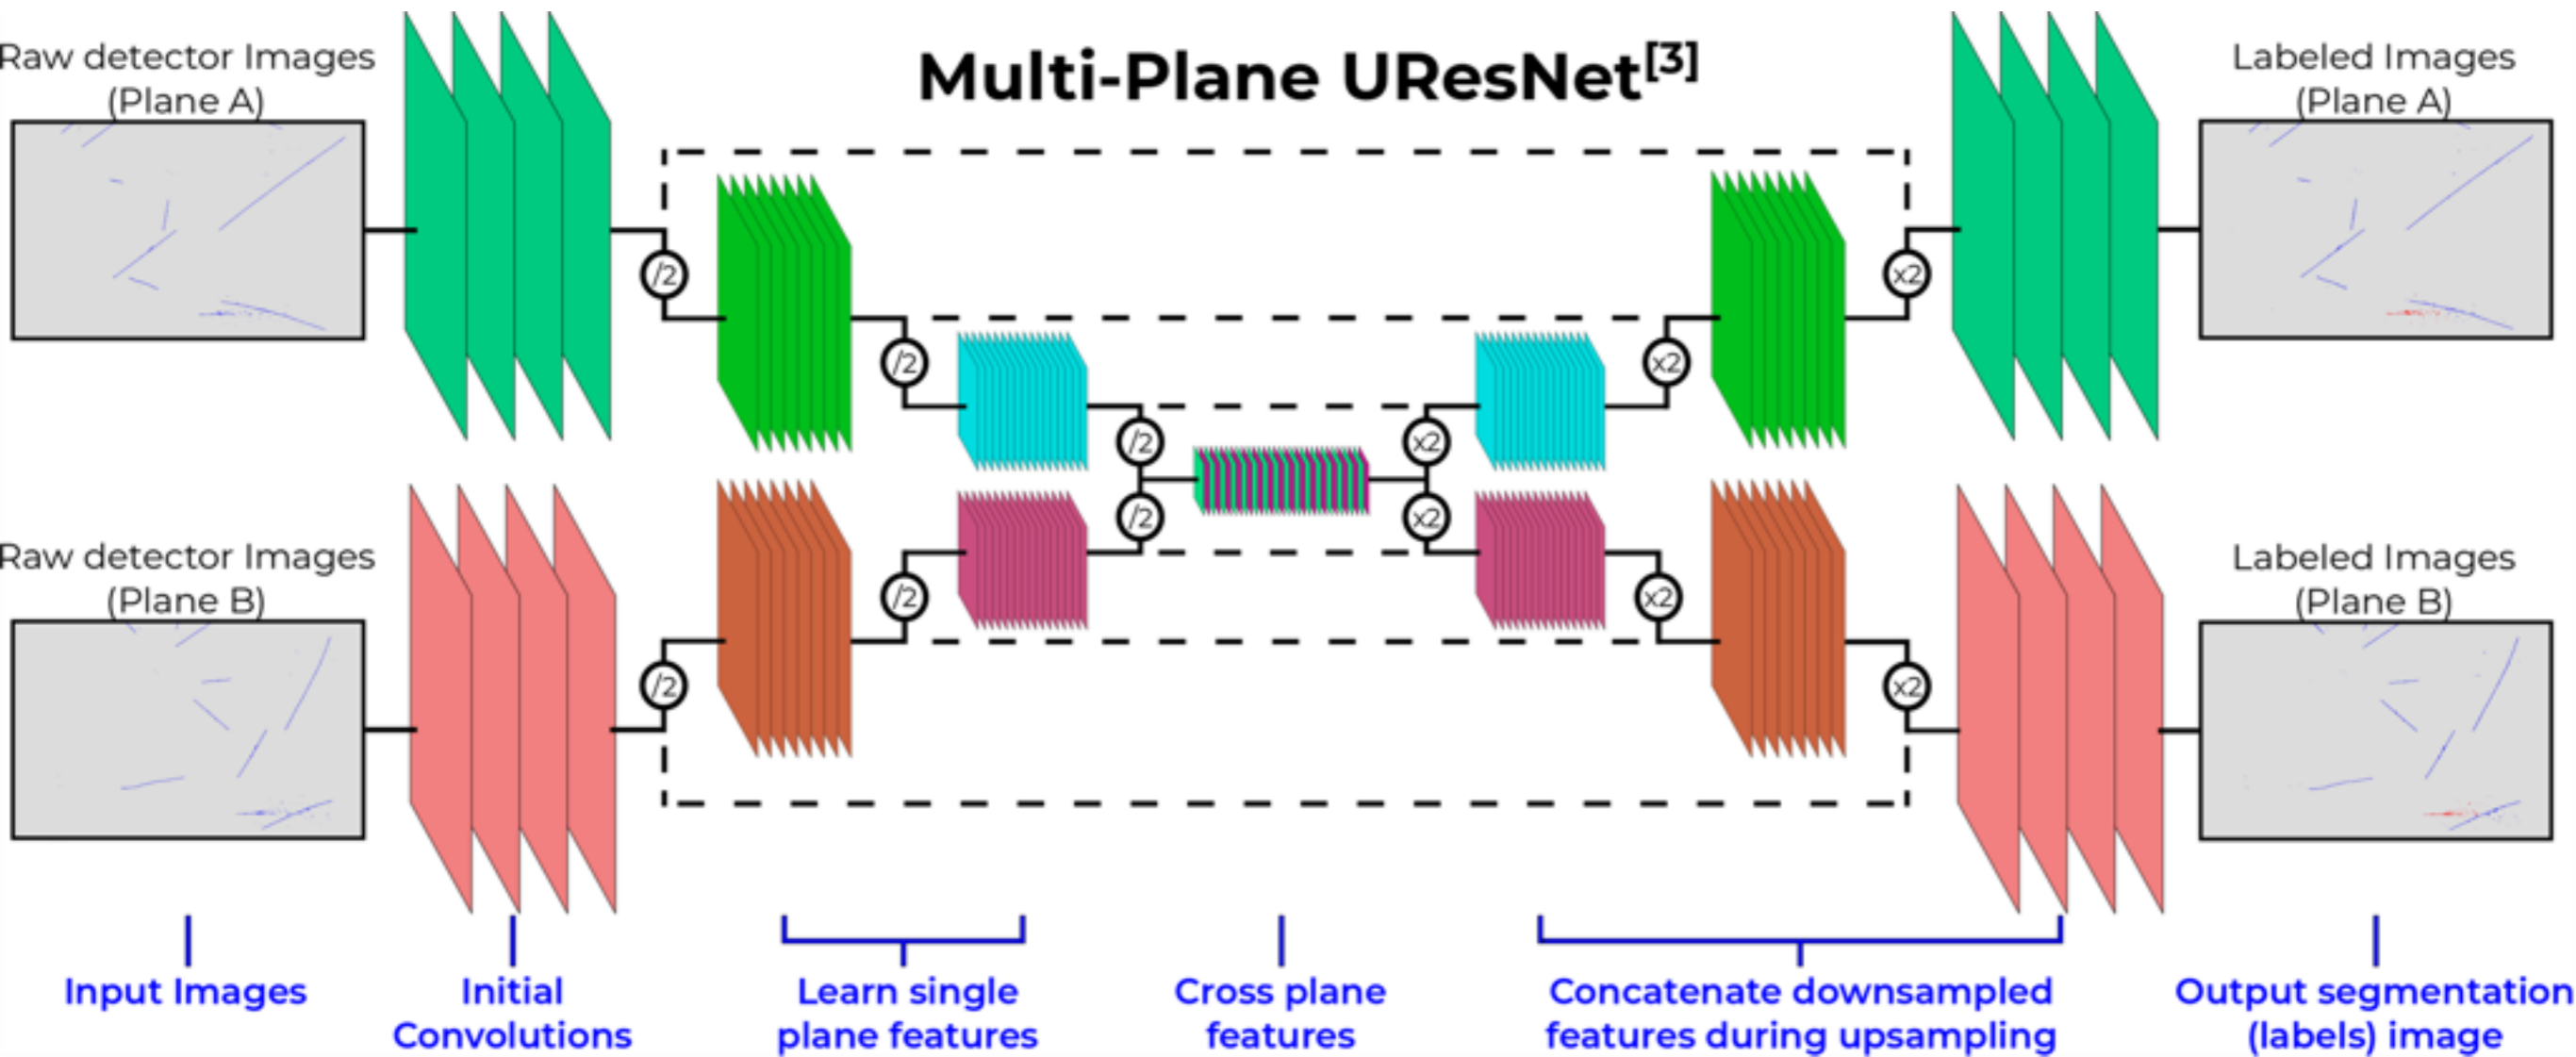 Multi-Plane UResNet[3]
Raw detector Images
(Plane A)
Labeled Images
(Plane A)
/2
x2
/2
x2
/2
x2
/2
x2
/2
x2
/2
x2
Raw detector Images
(Plane B)
Labeled Images
(Plane B)
Input Images
Initial
Convolutions
Learn single
plane features
Cross plane
features
Concatenate downsampled
features during upsampling
Output segmentation
(labels) image